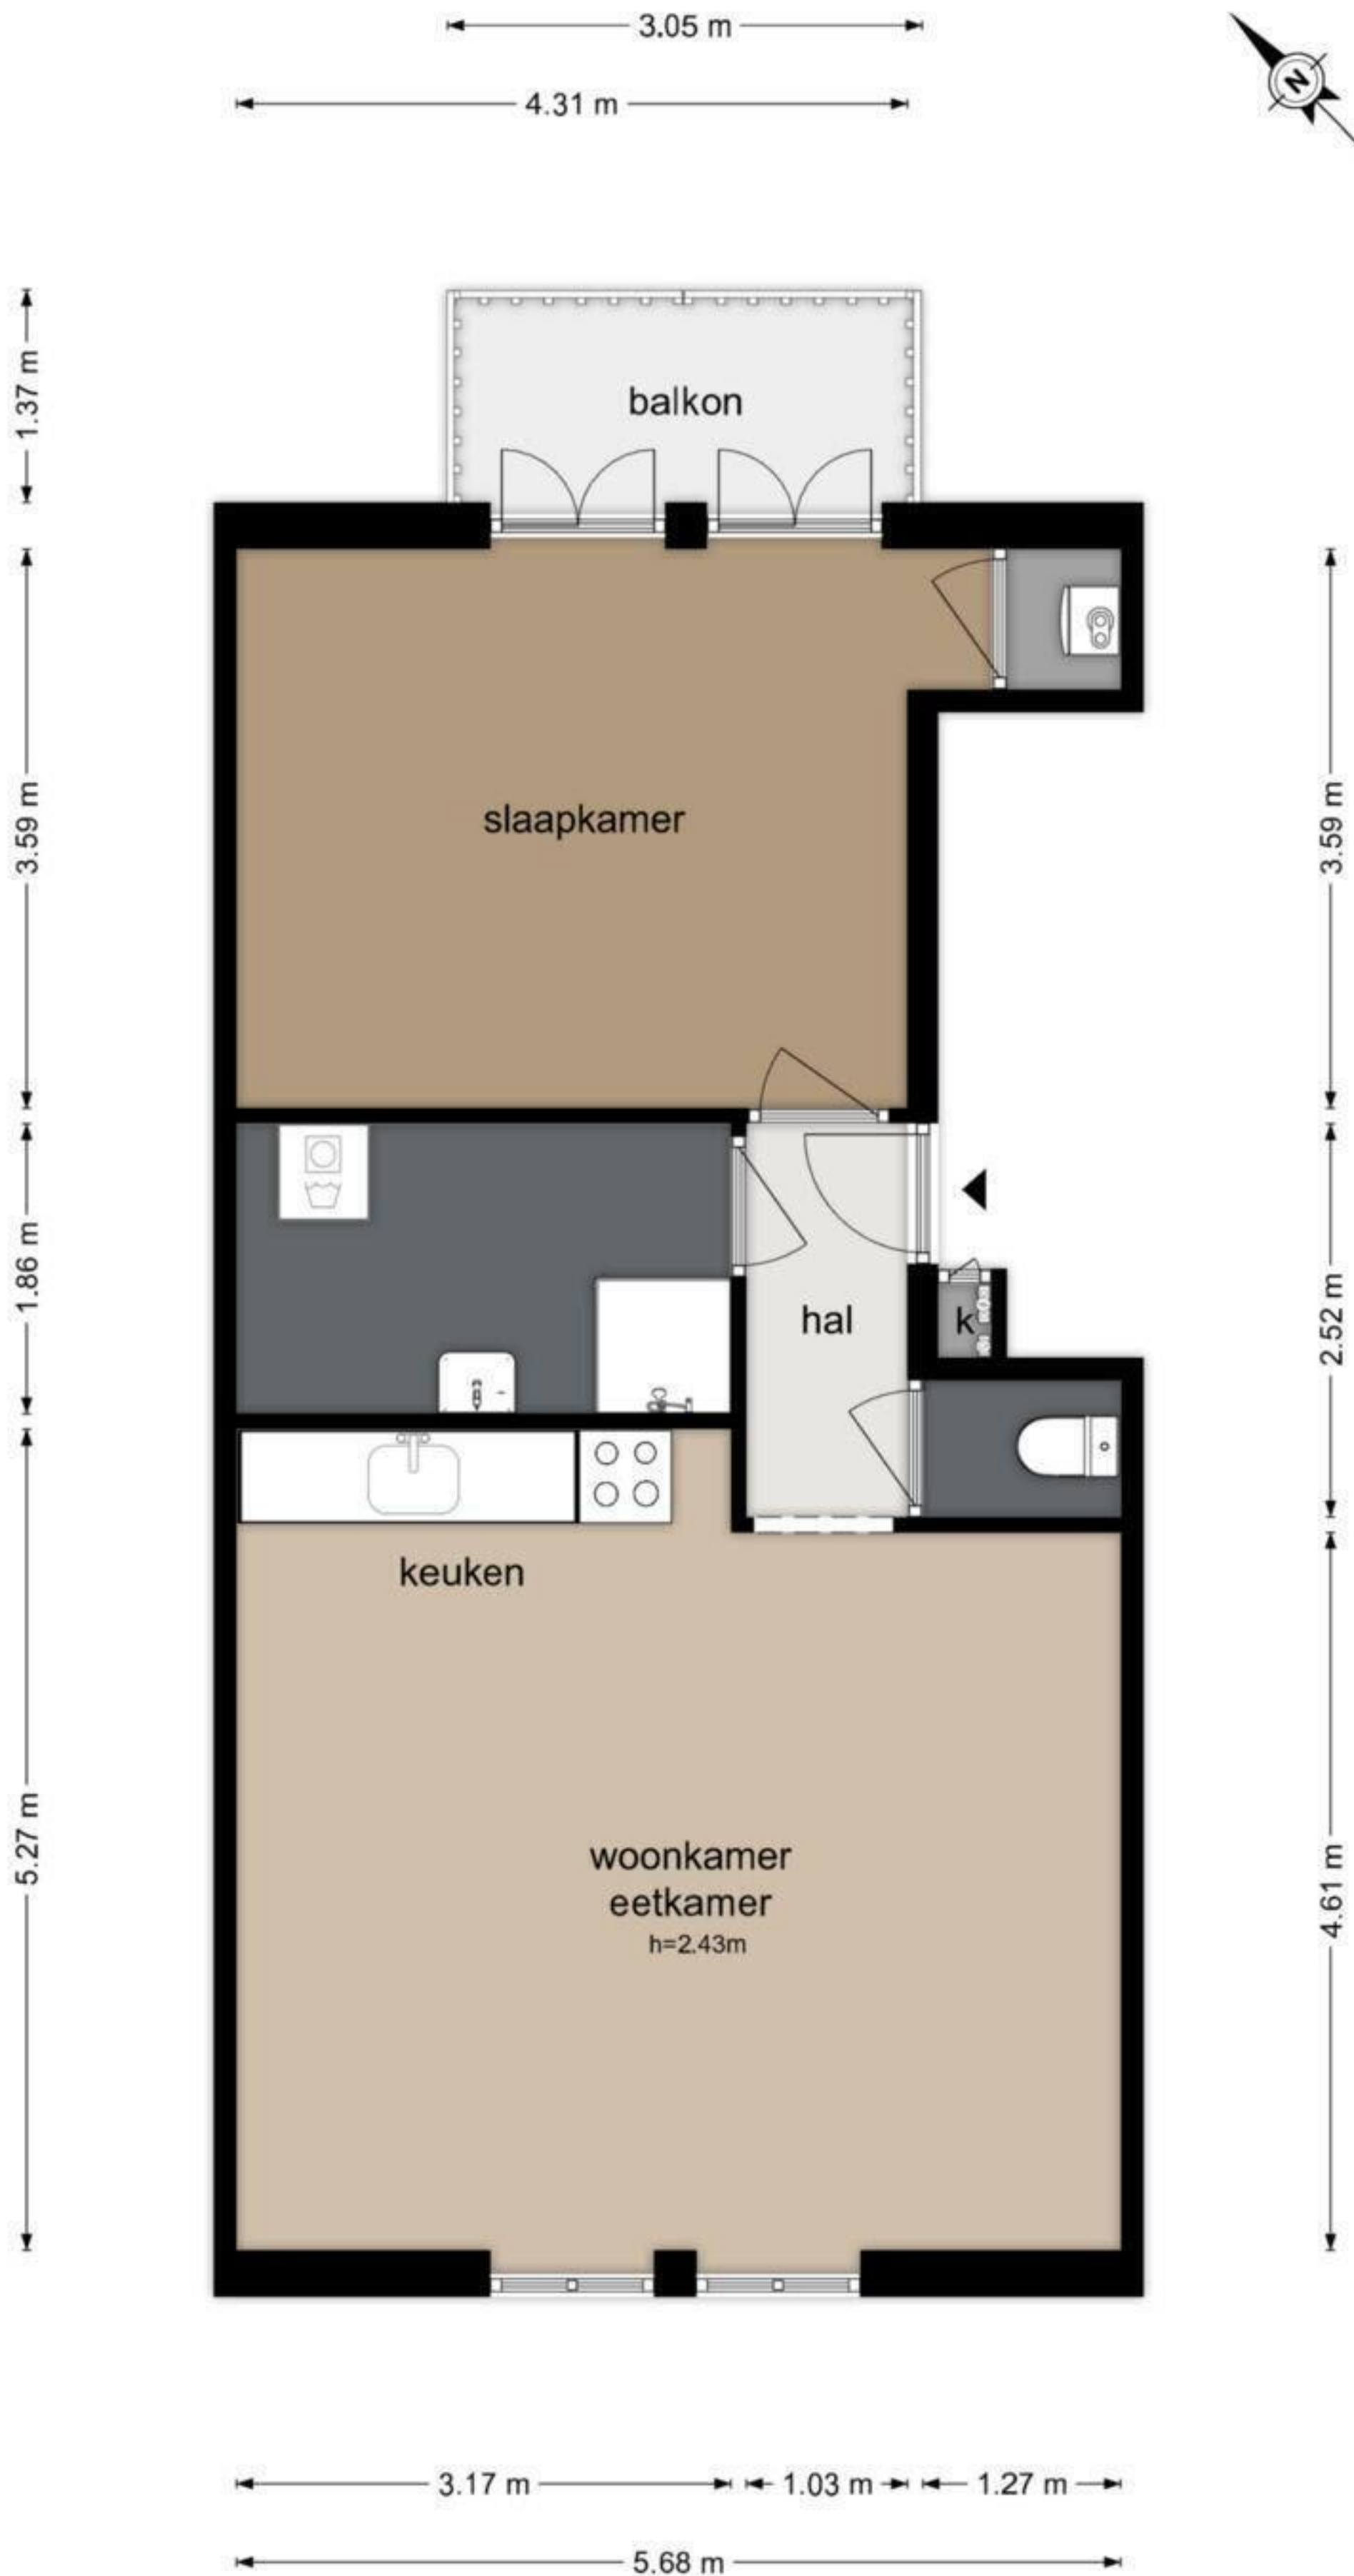 3.05 m
4.31 m
N
1.37 m
balkon
3.59 m
slaapkamer
3.59 m
1.86 m
hal
k
2.52 m
keuken
5.27 m
woonkamer
eetkamer
h=2.43m
4.61 m
3.17 m
1.03 m
1.27 m
5.68 m